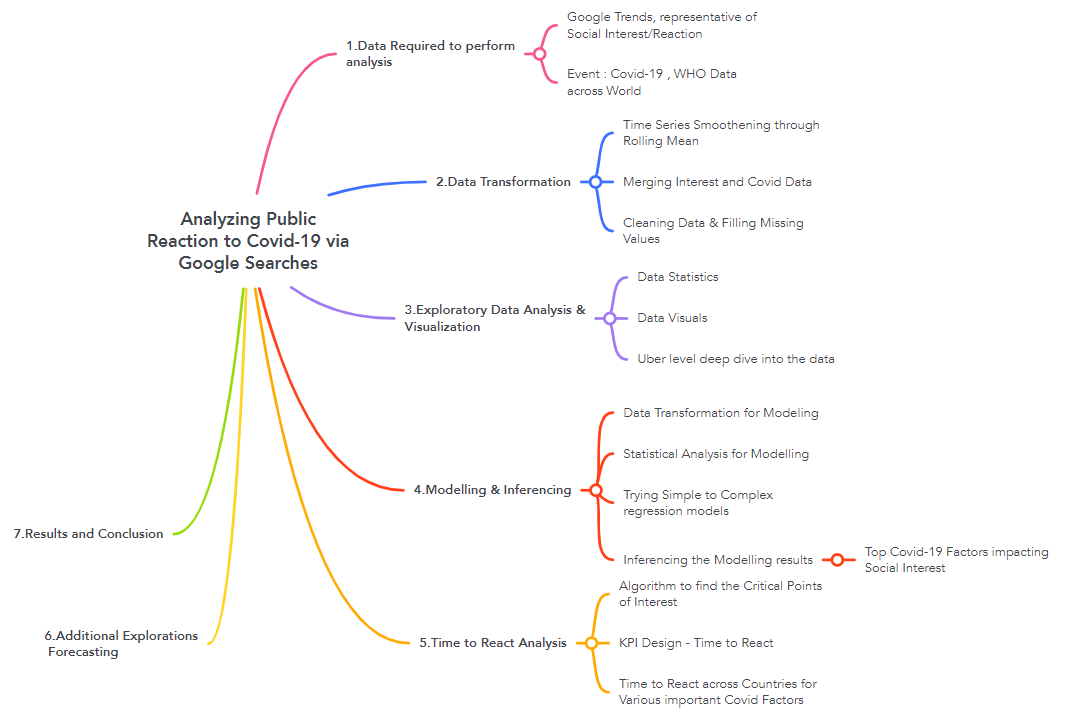 Analyzing Public
Reaction to Covid-19 via
Google Searches
1.Data Required to perform
analysis
Google Trends, representative of
Social Interest/Reaction
Event : Covid-19 , WHO Data
across World
2.Data Transformation
Time Series Smoothening through
Rolling Mean
Merging Interest and Covid Data
Cleaning Data & Filling Missing
Values
3.Exploratory Data Analysis &
Visualization
Data Statistics
Data Visuals
Uber level deep dive into the data
4.Modelling & Inferencing
Data Transformation for Modeling
Statistical Analysis for Modelling
Trying Simple to Complex
regression models
Inferencing the Modelling results
Top Covid-19 Factors impacting
Social Interest
5.Time to React Analysis
Algorithm to find the Critical Points
of Interest
KPI Design - Time to React
Time to React across Countries for
Various important Covid Factors
6.Additional Explorations
Forecasting
7.Results and Conclusion